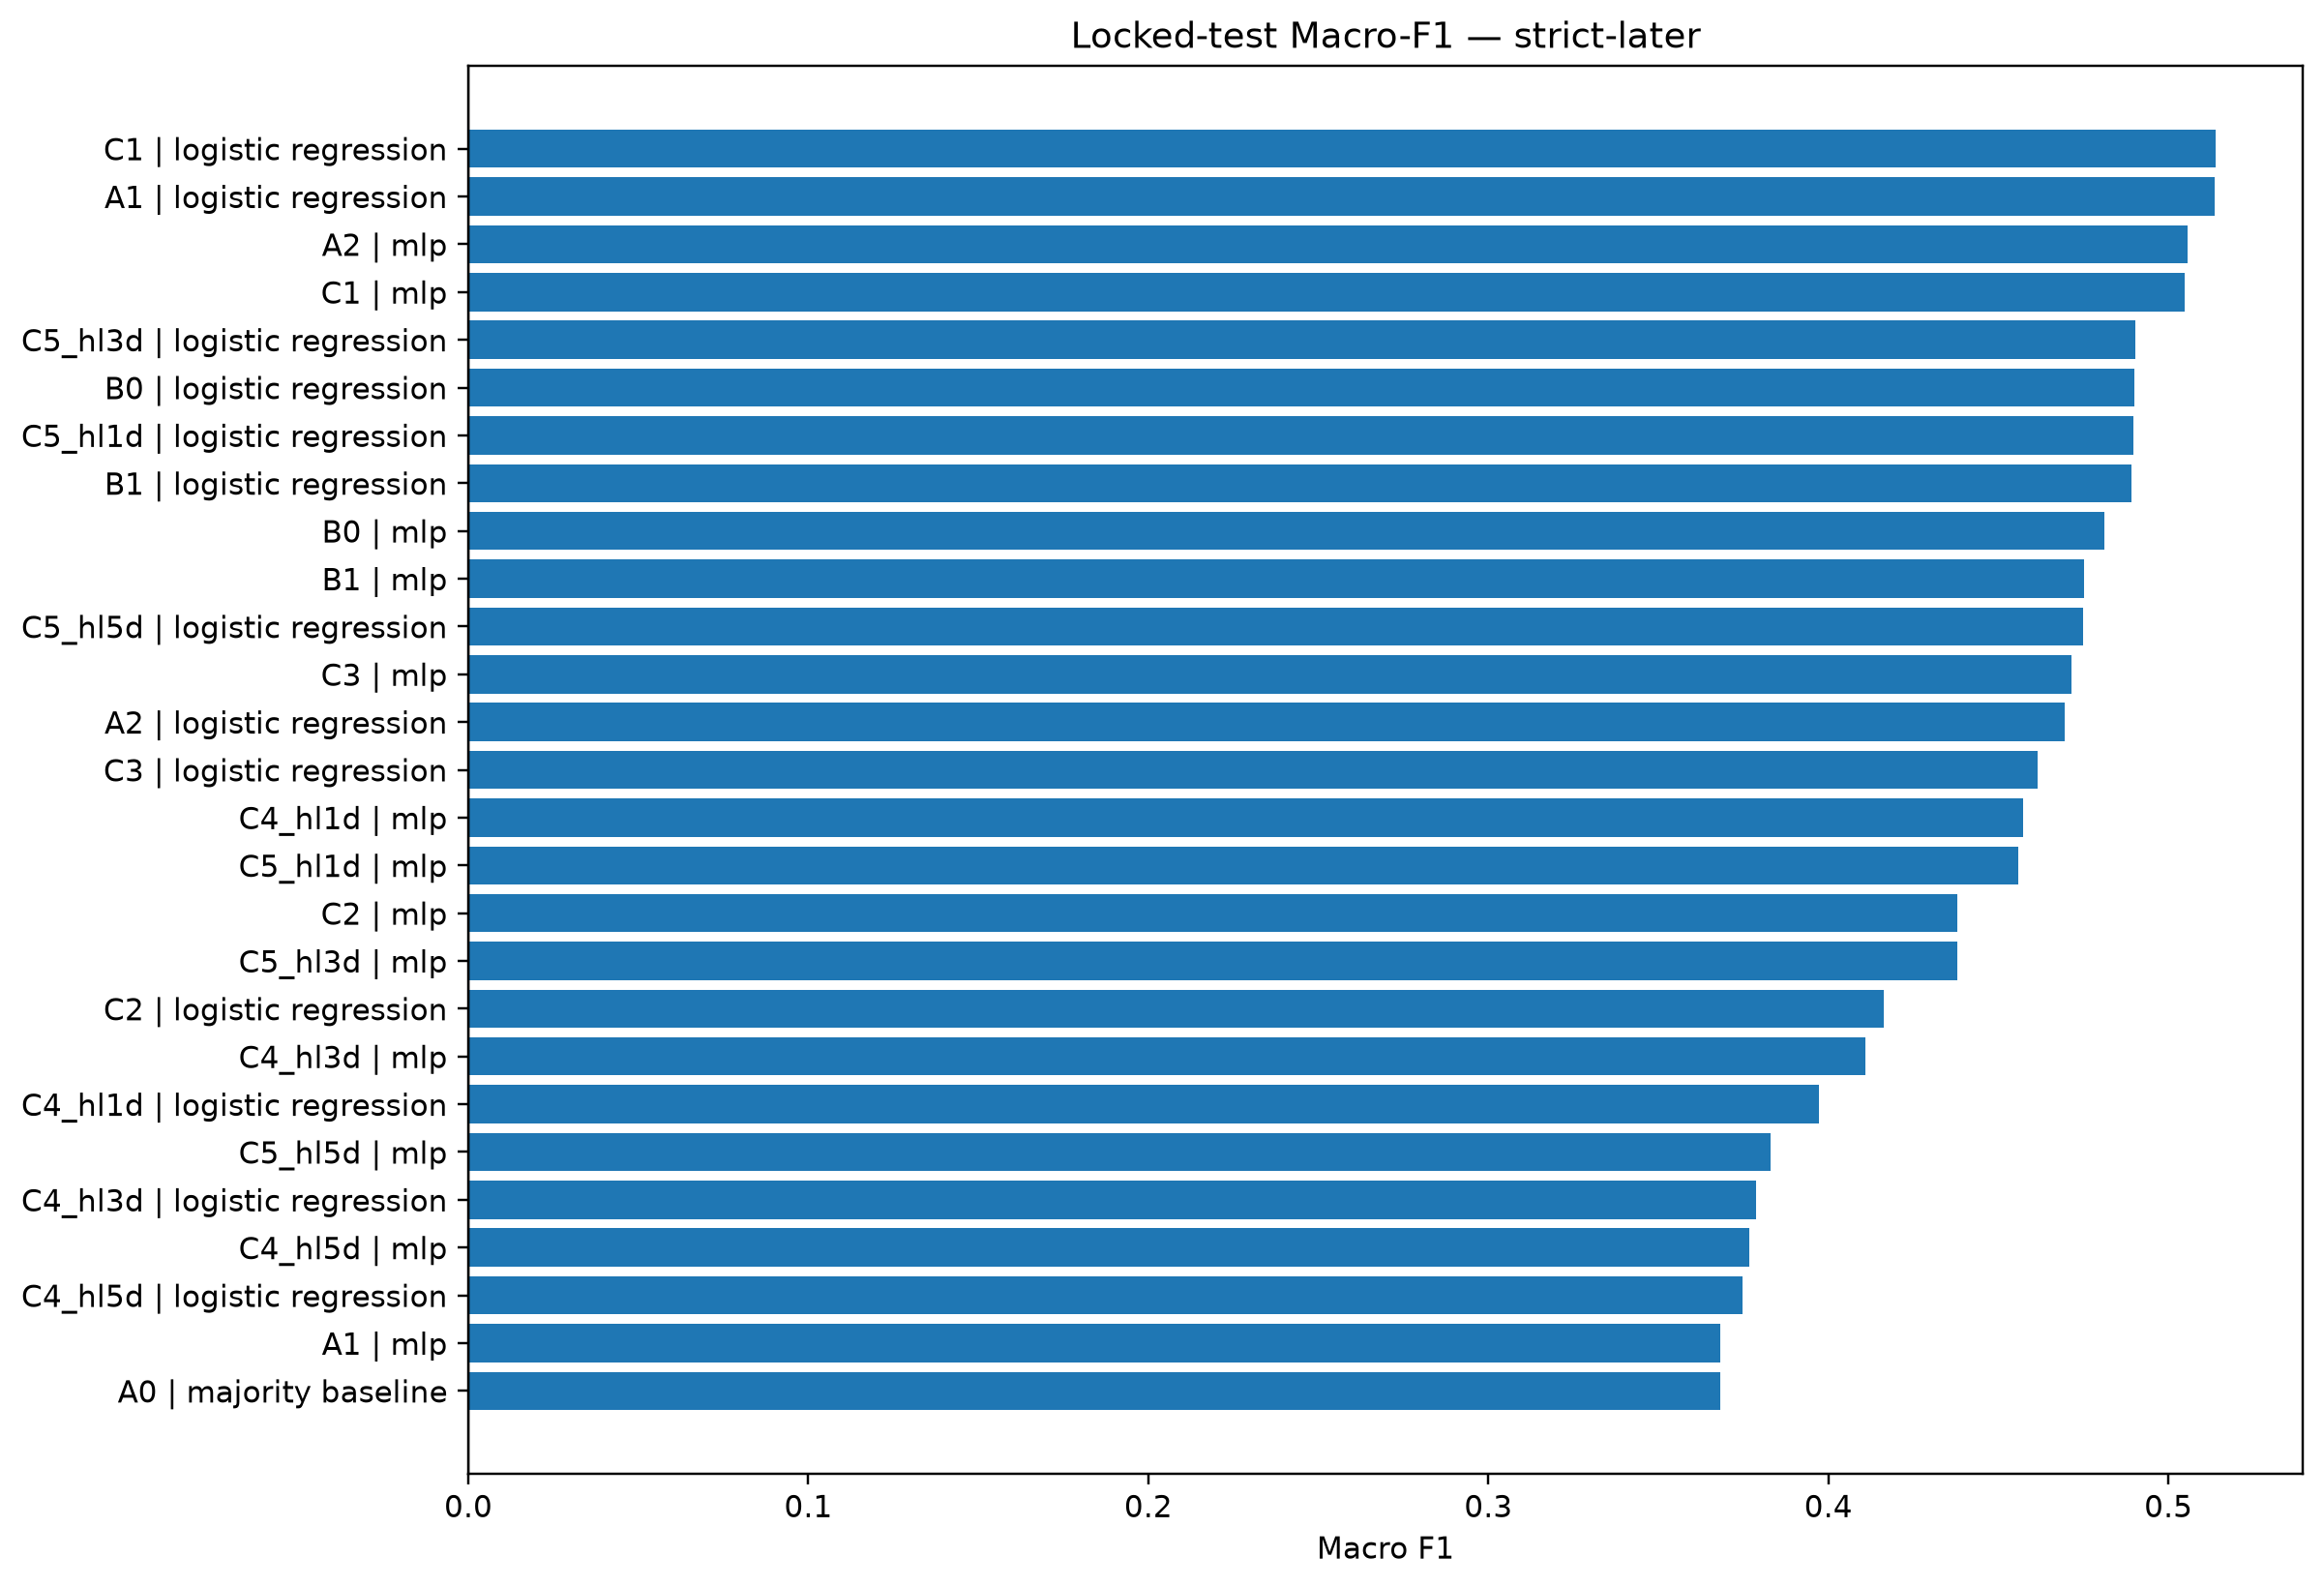 Locked-test Macro-F1 — strict-later
C1 | logistic regression
A1 | logistic regression
A2 | mlp
C1 | mlp
C5_hl3d | logistic regression
B0 | logistic regression
C5_hl1d | logistic regression
B1 | logistic regression
B0 | mlp
B1 | mlp
C5_hl5d | logistic regression
C3 | mlp
A2 | logistic regression
C3 | logistic regression
C4_hl1d | mlp
C5_hl1d | mlp
C2 | mlp
C5_hl3d | mlp
C2 | logistic regression
C4_hl3d | mlp
C4_hl1d | logistic regression
C5_hl5d | mlp
C4_hl3d | logistic regression
C4_hl5d | mlp
C4_hl5d | logistic regression
A1 | mlp
A0 | majority baseline
0.0 0.1 0.2 0.3 0.4 0.5
Macro F1